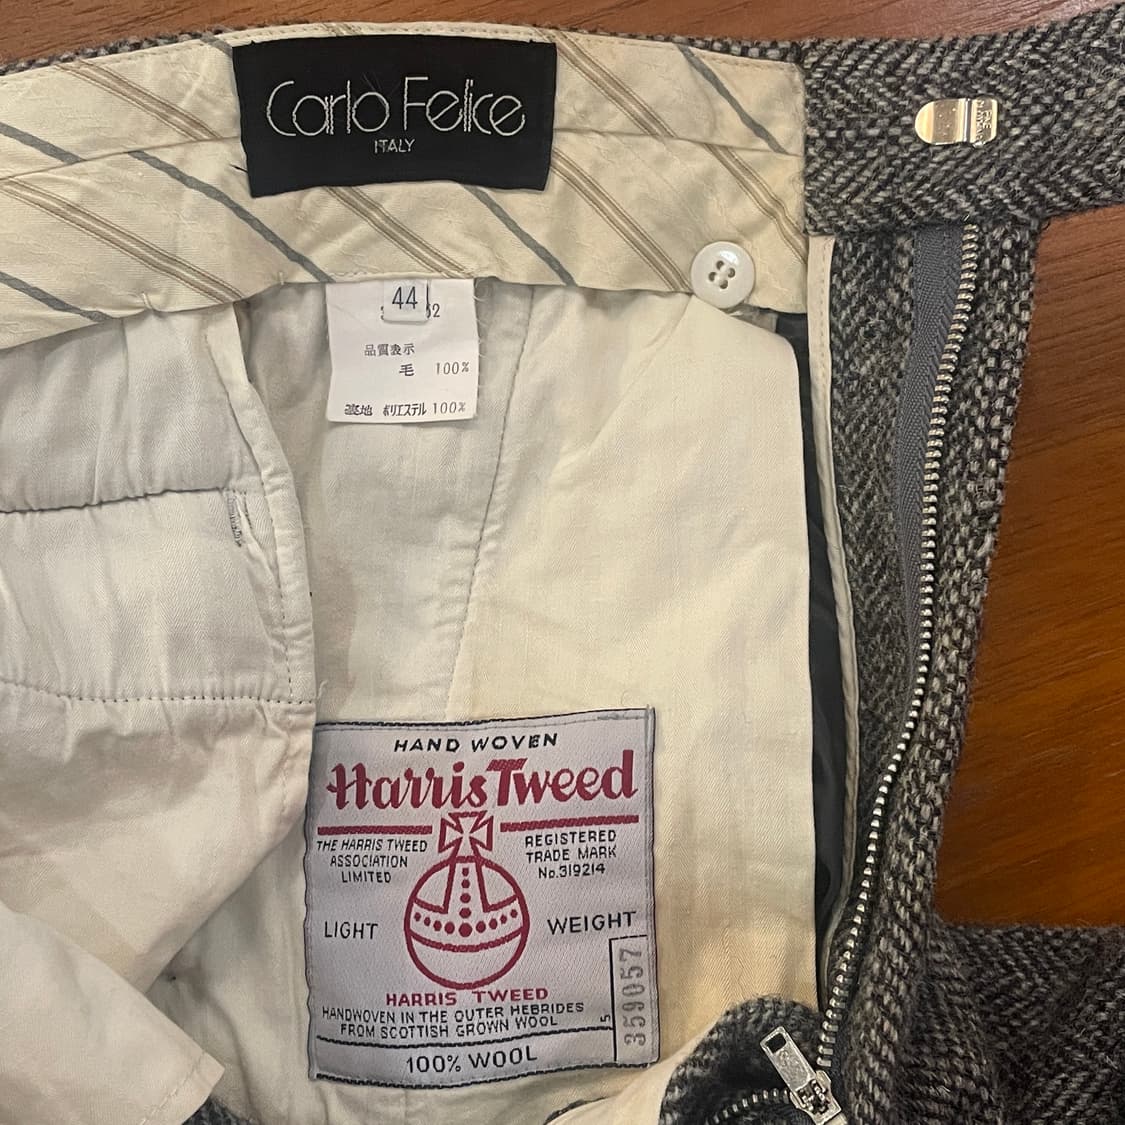 Carlo Felice
ITALY
44
62
品質表示
毛 100%
裏地 ポリエステル 100%
HAND WOVEN
Harris Tweed
THE HARRIS TWEED
ASSOCIATION
LIMITED
REGISTERED
TRADE MARK
No.319214
LIGHT WEIGHT
HARRIS TWEED
HANDWOVEN IN THE OUTER HEBRIDES
FROM SCOTTISH GROWN WOOL
5 359057
100% WOOL